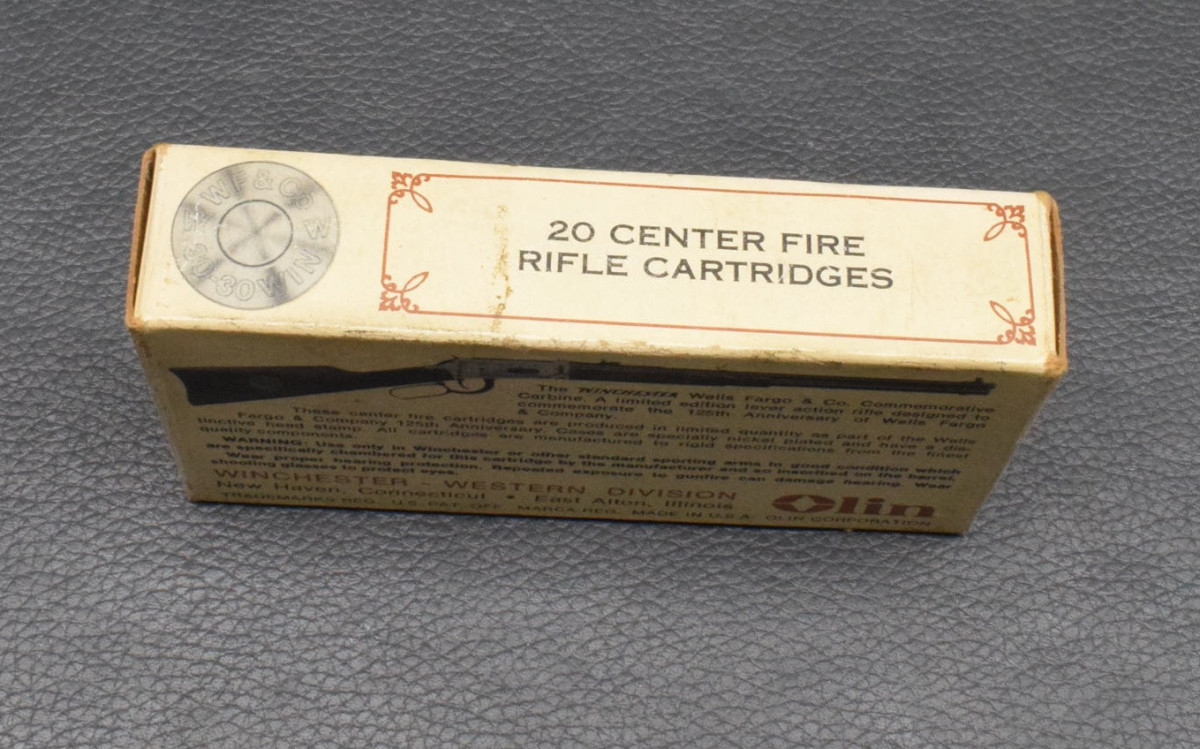 WF & Co
30-30 WIN
20 CENTER FIRE
RIFLE CARTRIDGES
The WINCHESTER Wells Fargo & Co. Commemorative
Carbine. A limited edition lever action rifle designed to
commemorate the 125th Anniversary of Wells Fargo
& Company.
These center fire cartridges are produced in limited quantity as part of the Wells
Fargo & Company 125th Anniversary. Cases are specially nickel plated and have a dis-
tinctive head stamp. All cartridges are manufactured to rigid specifications from the finest
quality components.
WARNING: Use only in Winchester or other standard sporting arms in good condition which
are specifically chambered for this cartridge by the manufacturer and so inscribed on the barrel.
Wear ear hearing protection. Repeated exposure to gunfire can damage hearing. Wear
shooting glasses to protect eyes.
WINCHESTER - WESTERN DIVISION
New Haven, Connecticut • East Alton, Illinois
Olin
TRADEMARKS REG. U.S. PAT. OFF. MARCA REG. MADE IN U.S.A. OLIN CORPORATION